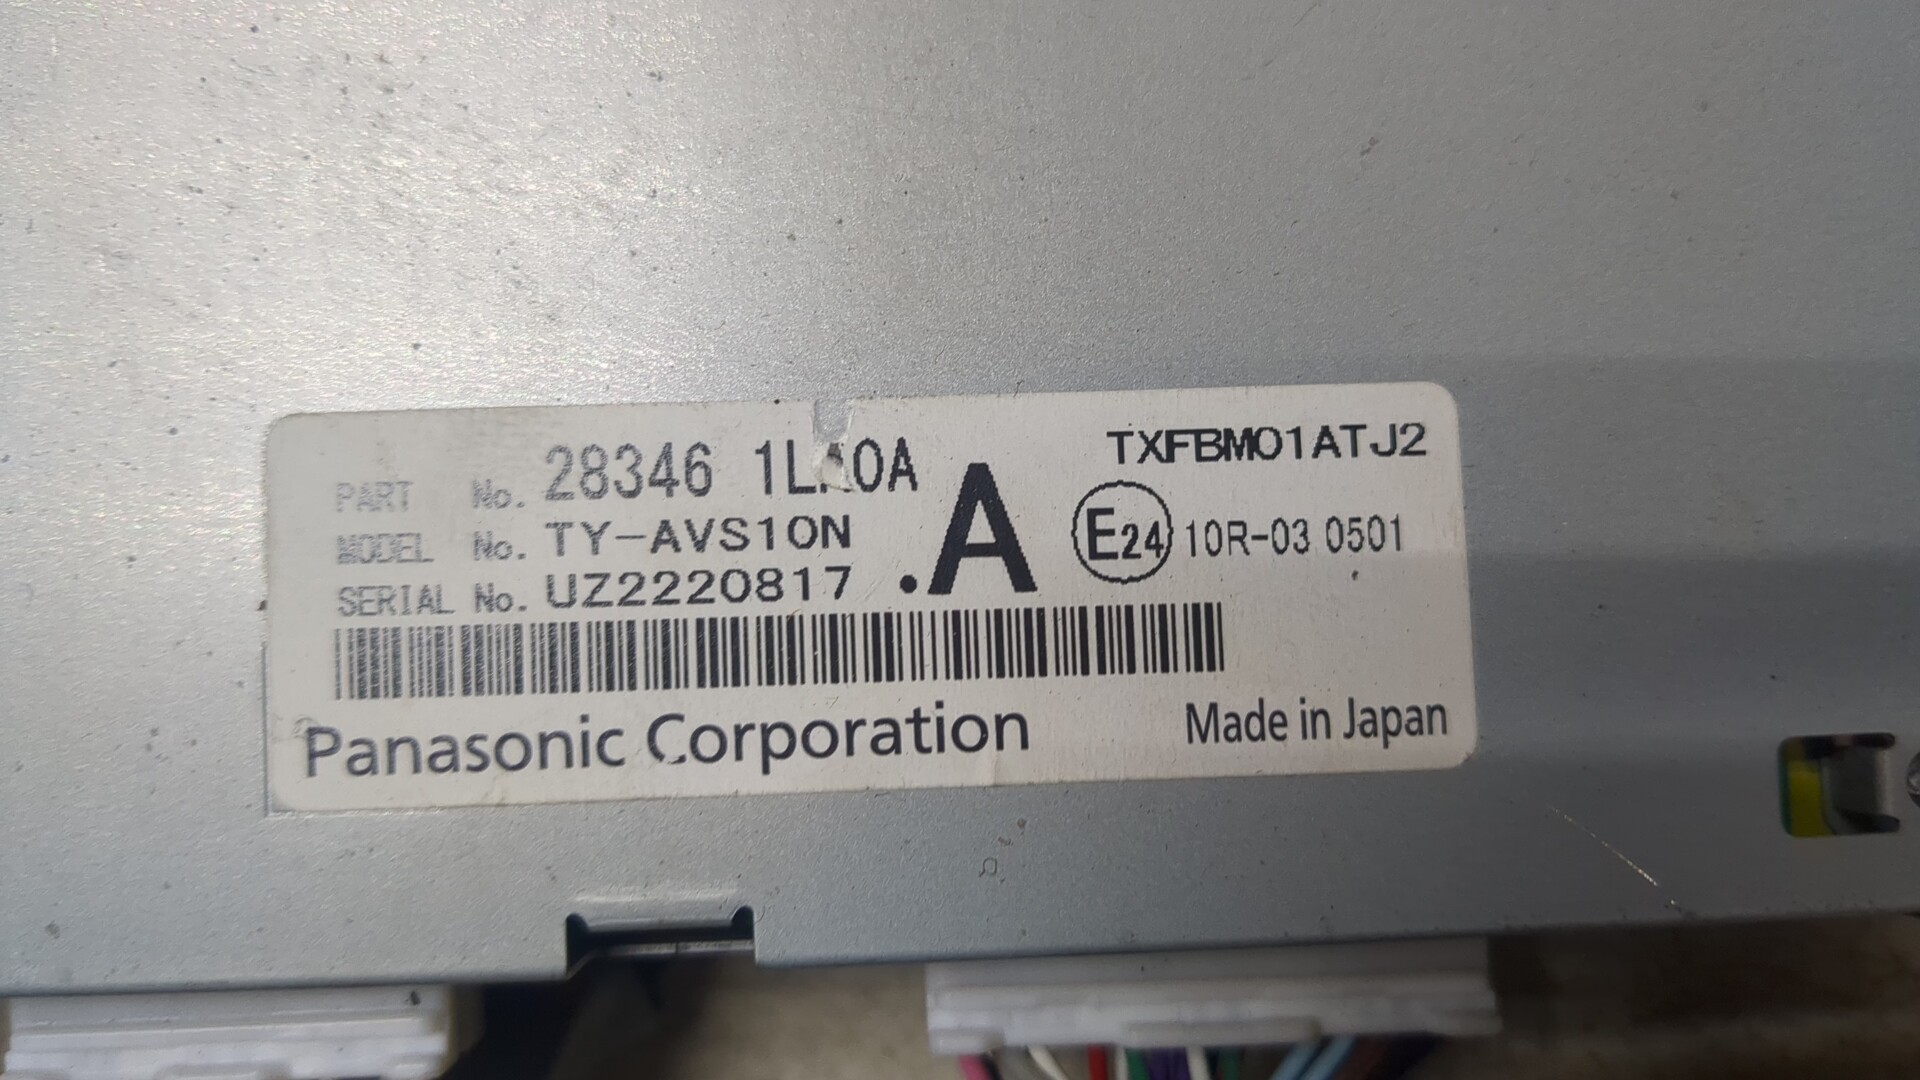 PART No. 28346
MODEL No. TY-AVS10N
SERIAL No. UZ2220817
.A
TXFBM01ATJ2
E24 10R-03 0501
Panasonic Corporation
Made in Japan